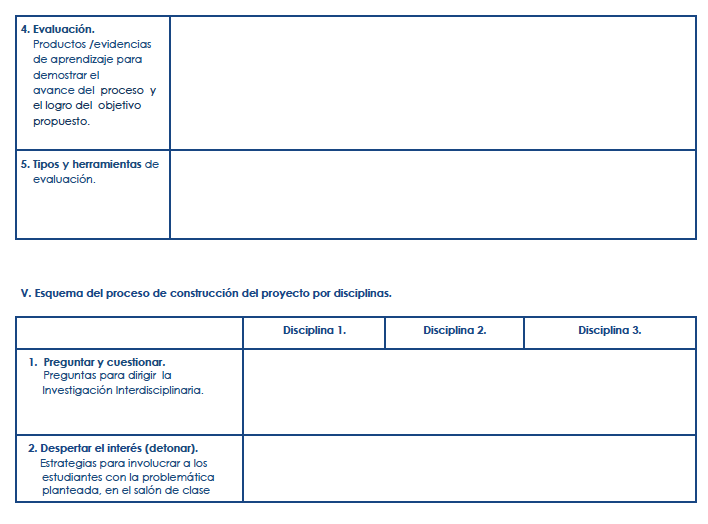 4. Evaluación.
Productos /evidencias
de aprendizaje para
demostrar el
avance del proceso y
el logro del objetivo
propuesto.
5. Tipos y herramientas de
evaluación.
V. Esquema del proceso de construcción del proyecto por disciplinas.
Disciplina 1. Disciplina 2. Disciplina 3.
1. Preguntar y cuestionar.
Preguntas para dirigir la
Investigación Interdisciplinaria.
2. Despertar el interés (detonar).
Estrategias para involucrar a los
estudiantes con la problemática
planteada, en el salón de clase